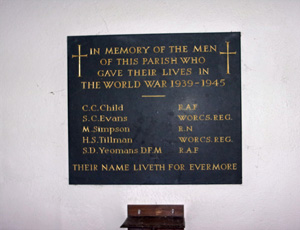 IN MEMORY OF THE MEN
OF THIS PARISH WHO
GAVE THEIR LIVES IN
THE WORLD WAR 1939-1945
C.C. Child R.A.F
S.C. Evans WORCS. REG.
M. Simpson R.N
H.S. Tillman WORCS. REG.
S.D. Yeomans D.F.M R.A.F
THEIR NAME LIVETH FOR EVERMORE